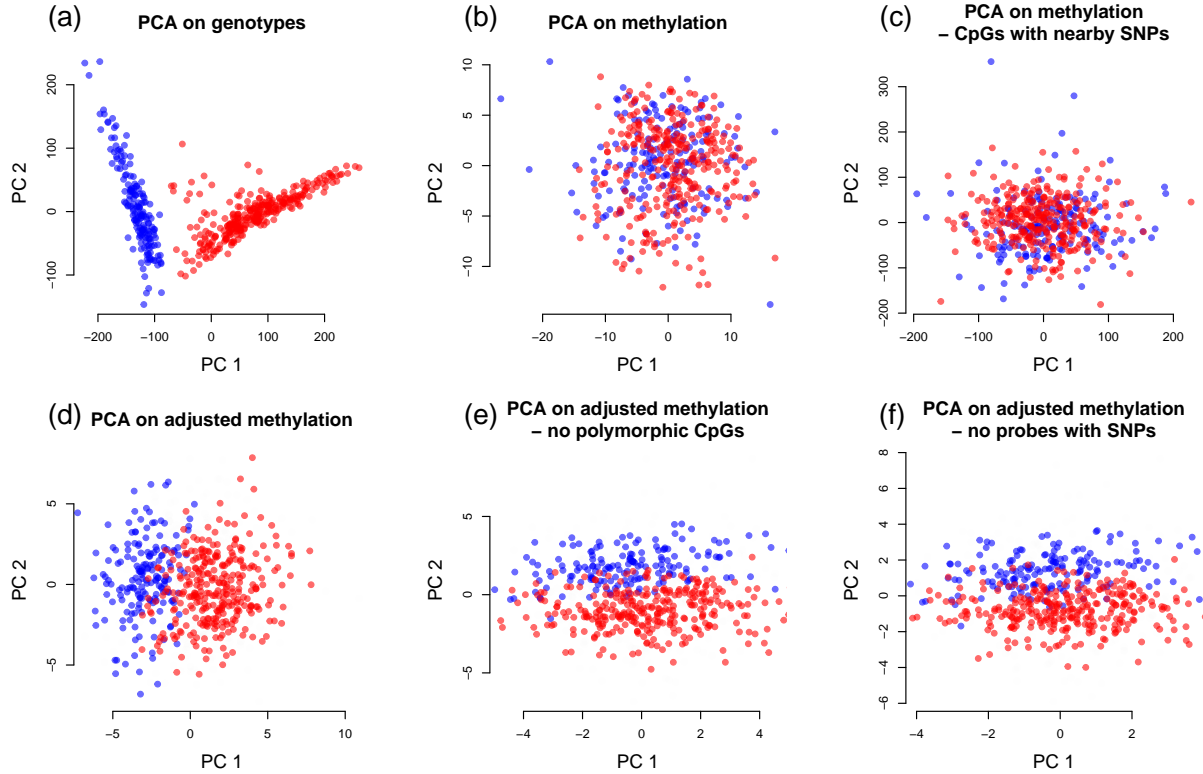 (a)
PCA on genotypes
PC 2
−100
0
100
200
−200
−100
0
100
200
PC 1
(b)
PCA on methylation
PC 2
−10
−5
0
5
10
−20
−10
0
10
PC 1
(c)
PCA on methylation
− CpGs with nearby SNPs
PC 2
−200
−100
0
100
200
300
−200
−100
0
100
200
PC 1
(d)
PCA on adjusted methylation
PC 2
−5
0
5
−5
0
5
10
PC 1
(e)
PCA on adjusted methylation
− no polymorphic CpGs
PC 2
−5
0
5
−4
−2
0
2
4
PC 1
(f)
PCA on adjusted methylation
− no probes with SNPs
PC 2
−6
−4
−2
0
2
4
6
8
−4
−2
0
2
PC 1